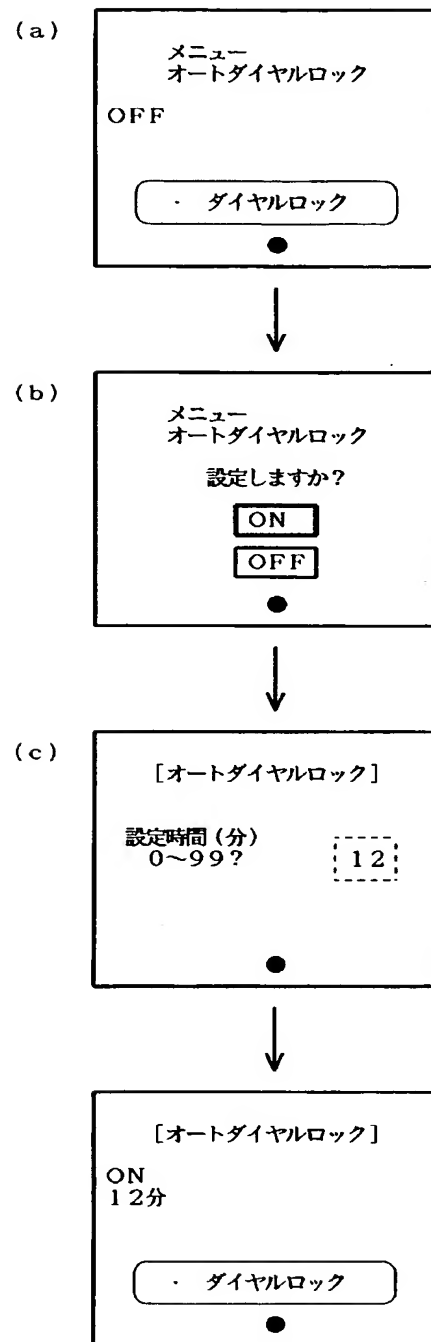 (a)
メニュー
オートダイヤルロック
OFF
・ ダイヤルロック
(b)
メニュー
オートダイヤルロック
設定しますか？
ON
OFF
(c)
[オートダイヤルロック]
設定時間(分)
0〜99?
12
[オートダイヤルロック]
ON
12分
・ ダイヤルロック